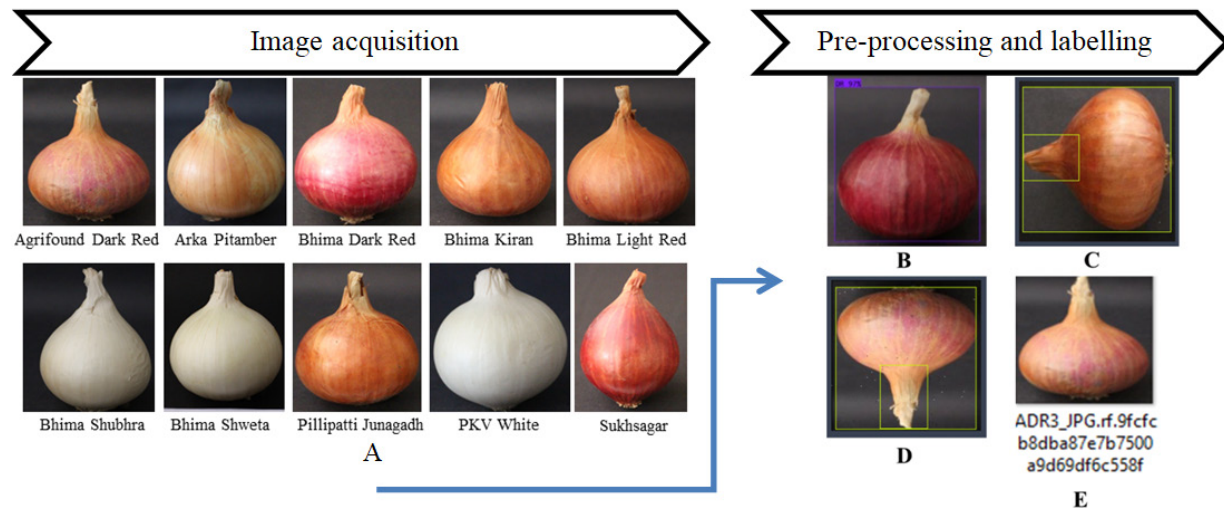 Image acquisition
Pre-processing and labelling
Agrifound Dark Red
Arka Pitamber
Bhima Dark Red
Bhima Kiran
Bhima Light Red
Bhima Shubhra
Bhima Shweta
Pillipatti Junagadh
PKV White
Sukhsagar
A
B
C
D
ADR3_JPG.rf.9fcfc
b8dba87e7b7500
a9d69df6c558f
E